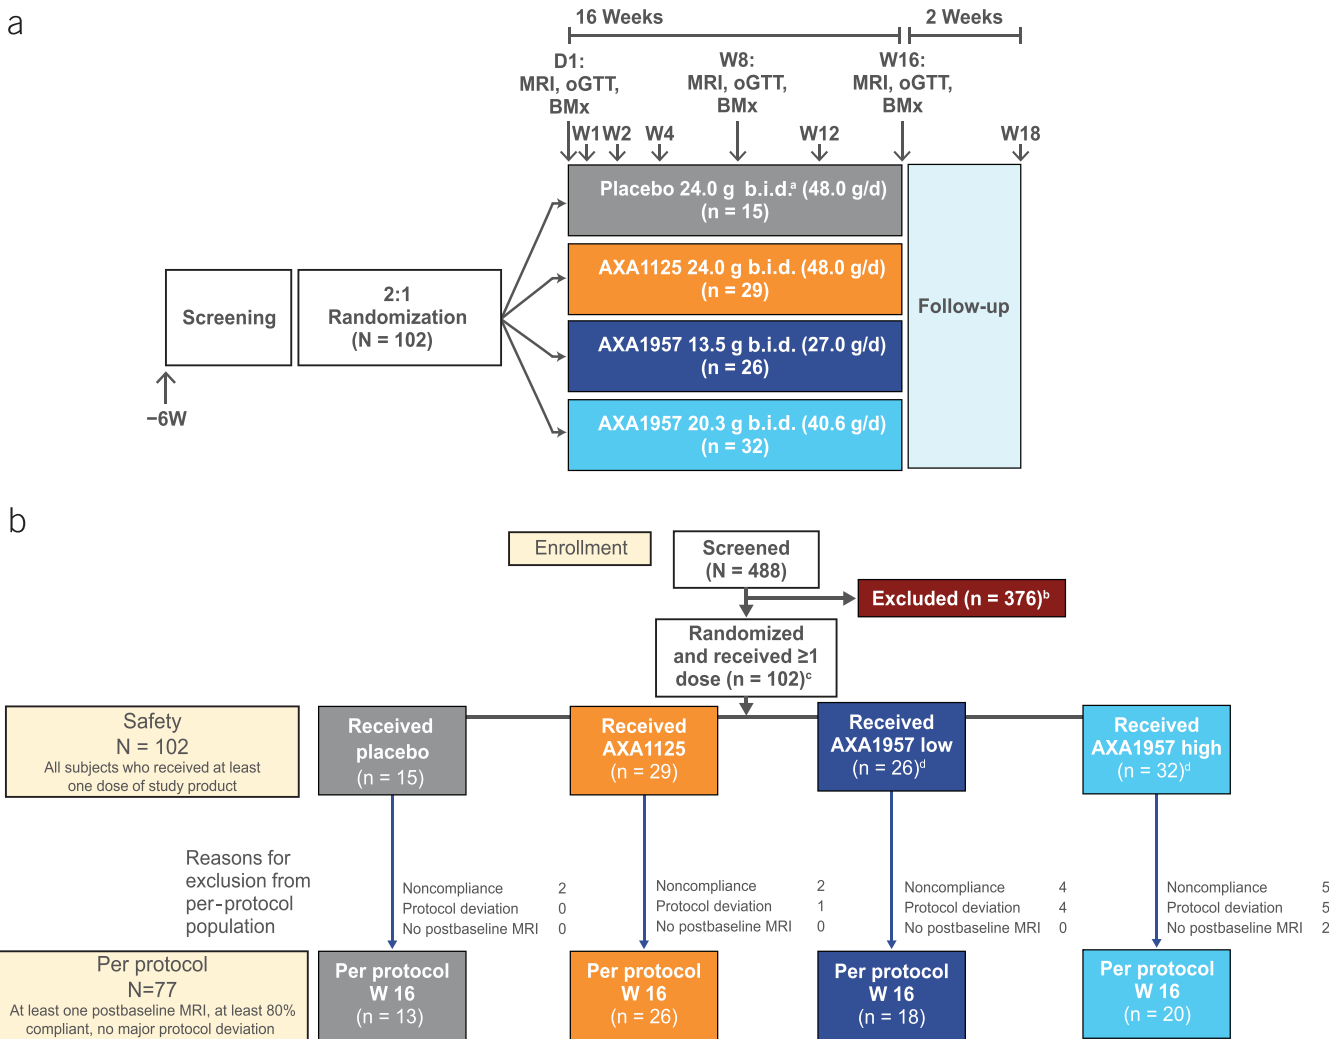 a
16 Weeks
2 Weeks
D1:
MRI, oGTT,
BMx
W8:
MRI, oGTT,
BMx
W16:
MRI, oGTT,
BMx
W1 W2 W4 W12 W18
Placebo 24.0 g b.i.d.ª (48.0 g/d)
(n = 15)
AXA1125 24.0 g b.i.d. (48.0 g/d)
(n = 29)
AXA1957 13.5 g b.i.d. (27.0 g/d)
(n = 26)
AXA1957 20.3 g b.i.d. (40.6 g/d)
(n = 32)
Screening
2:1
Randomization
(N = 102)
Follow-up
−6W
b
Enrollment
Screened
(N = 488)
Excluded (n = 376)ᵇ
Randomized
and received ≥1
dose (n = 102)ᶜ
Safety
N = 102
All subjects who received at least
one dose of study product
Received
placebo
(n = 15)
Received
AXA1125
(n = 29)
Received
AXA1957 low
(n = 26)ᵈ
Received
AXA1957 high
(n = 32)ᵈ
Reasons for
exclusion from
per-protocol
population
Noncompliance 2
Protocol deviation 0
No postbaseline MRI 0
Noncompliance 2
Protocol deviation 1
No postbaseline MRI 0
Noncompliance 4
Protocol deviation 4
No postbaseline MRI 0
Noncompliance 5
Protocol deviation 5
No postbaseline MRI 2
Per protocol
N=77
At least one postbaseline MRI, at least 80%
compliant, no major protocol deviation
Per protocol
W 16
(n = 13)
Per protocol
W 16
(n = 26)
Per protocol
W 16
(n = 18)
Per protocol
W 16
(n = 20)